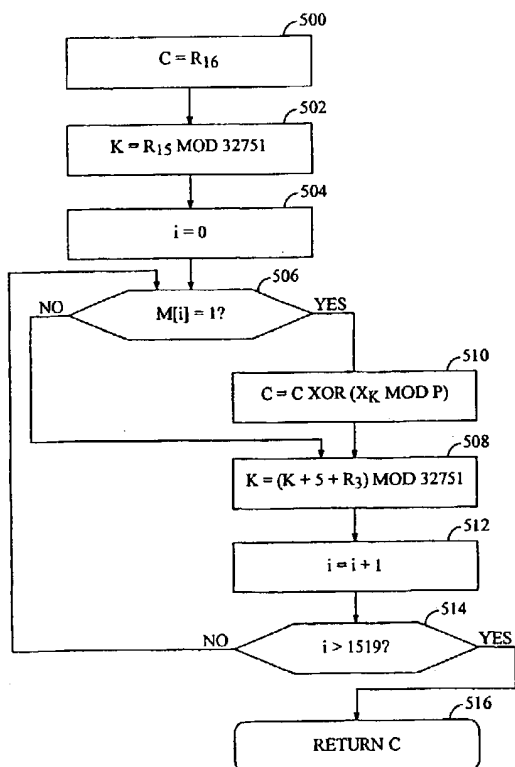 500
C = R16
502
K = R15 MOD 32751
504
i = 0
506
NO
M[i] = 1?
YES
510
C = C XOR (XK MOD P)
508
K = (K + 5 + R3) MOD 32751
512
i = i + 1
514
NO
i > 1519?
YES
516
RETURN C